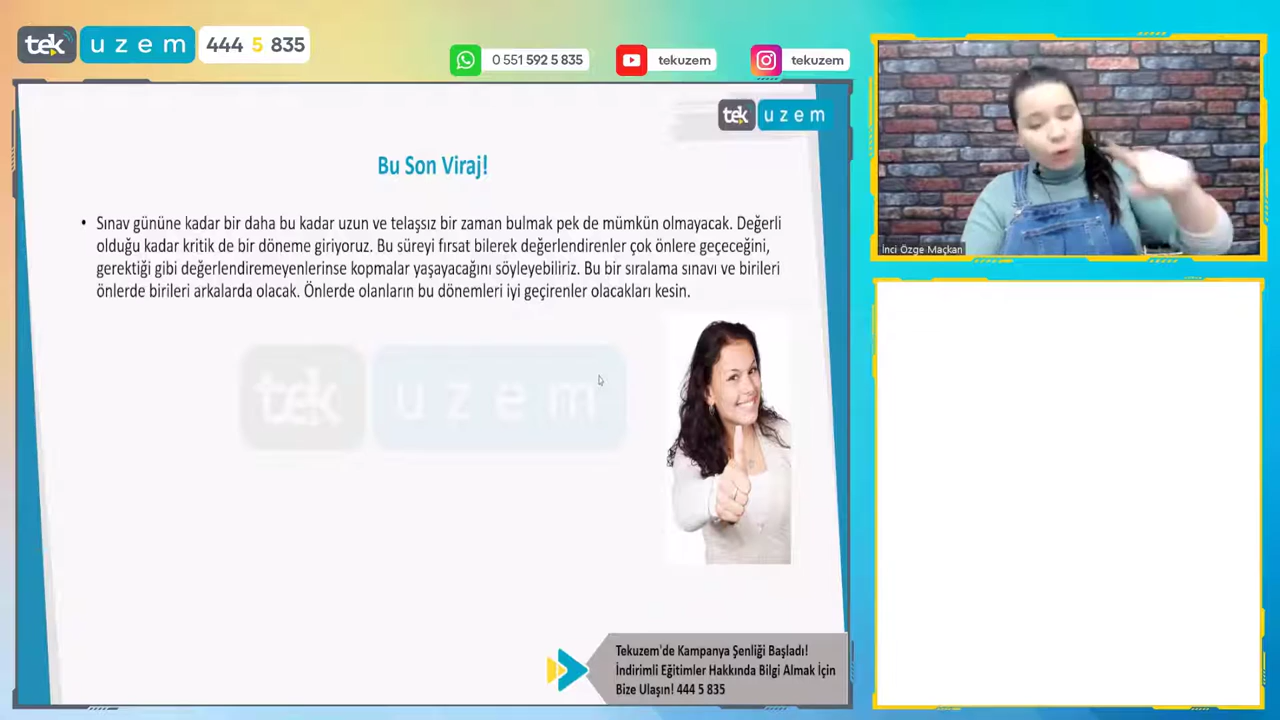 tek uzem 444 5 835
0 551 592 5 835
tekuzem
tekuzem
tek uzem
Bu Son Viraj!
• Sınav gününe kadar bir daha bu kadar uzun ve telaşsız bir zaman bulmak pek de mümkün olmayacak. Değerli
olduğu kadar kritik de bir döneme giriyoruz. Bu süreyi fırsat bilerek değerlendirenler çok önlere geçeceğini,
gerektiği gibi değerlendiremeyenlerinse kopmalar yaşayacağını söyleyebiliriz. Bu bir sıralama sınavı ve birileri
önlerde birileri arkalarda olacak. Önlerde olanların bu dönemleri iyi geçirenler olacakları kesin.
tek uzem
Tekuzem'de Kampanya Şenliği Başladı!
İndirimli Eğitimler Hakkında Bilgi Almak İçin
Bize Ulaşın! 444 5 835
İnci Özge Maçkan